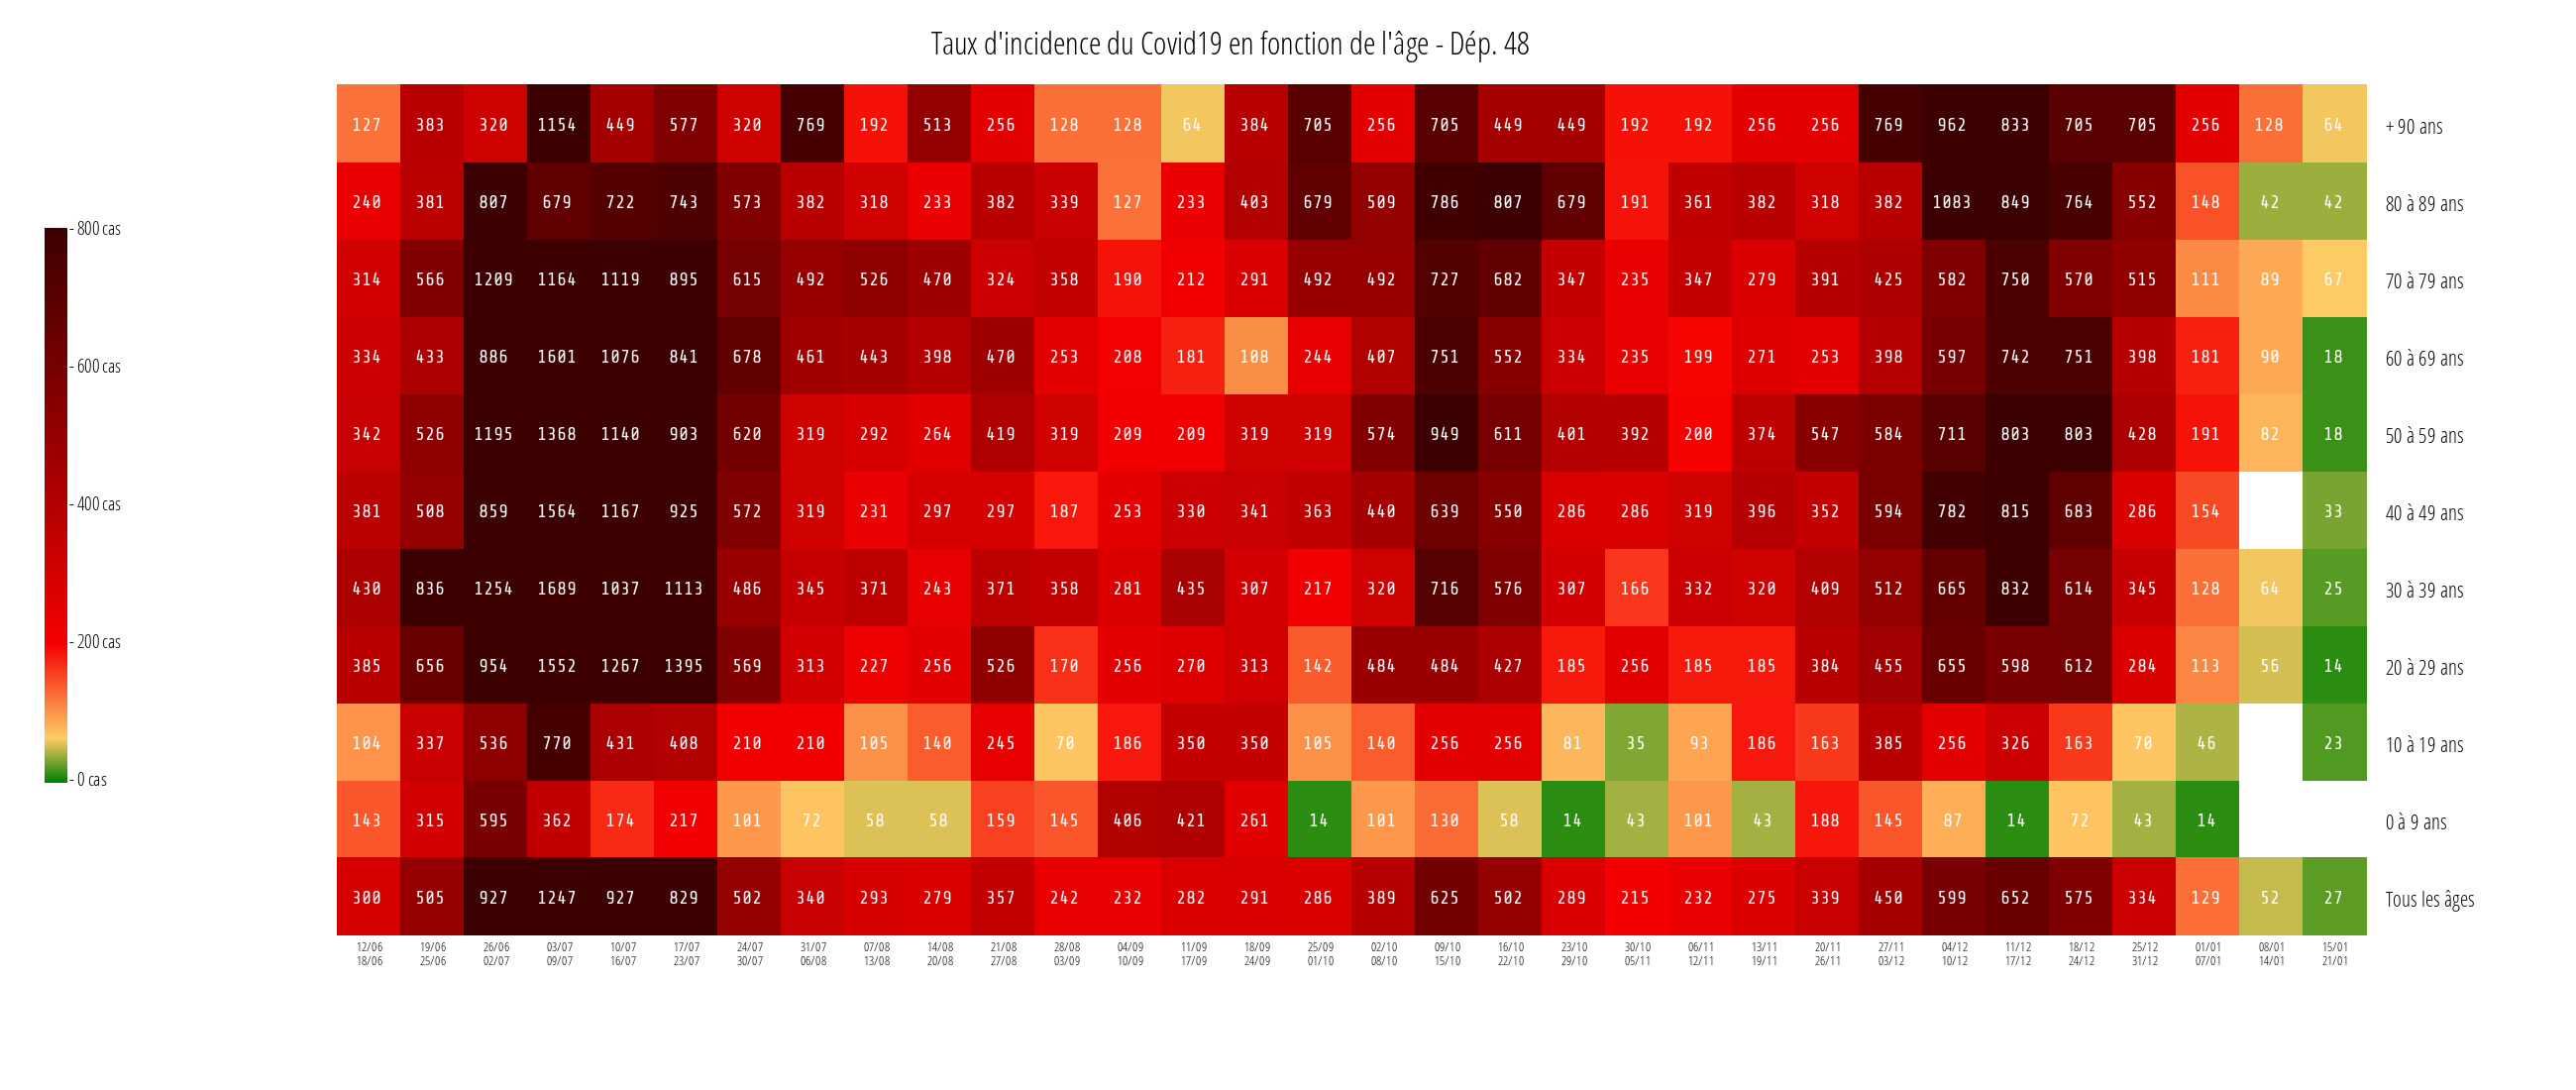 Taux d'incidence du Covid19 en fonction de l'âge - Dép. 48
- 800 cas
- 600 cas
- 400 cas
- 200 cas
- 0 cas
127 383 320 1154 449 577 320 769 192 513 256 128 128 64 384 705 256 705 449 449 192 192 256 256 769 962 833 705 705 256 128 64 + 90 ans
240 381 807 679 722 743 573 382 318 233 382 339 127 233 403 679 509 786 807 679 191 361 382 318 382 1083 849 764 552 148 42 42 80 à 89 ans
314 566 1209 1164 1119 895 615 492 526 470 324 358 190 212 291 492 492 727 682 347 235 347 279 391 425 582 750 570 515 111 89 67 70 à 79 ans
334 433 886 1601 1076 841 678 461 443 398 470 253 208 181 108 244 407 751 552 334 235 199 271 253 398 597 742 751 398 181 90 18 60 à 69 ans
342 526 1195 1368 1140 903 620 319 292 264 419 319 209 209 319 319 574 949 611 401 392 200 374 547 584 711 803 803 428 191 82 18 50 à 59 ans
381 508 859 1564 1167 925 572 319 231 297 297 187 253 330 341 363 440 639 550 286 286 319 396 352 594 782 815 683 286 154 33 40 à 49 ans
430 836 1254 1689 1037 1113 486 345 371 243 371 358 281 435 307 217 320 716 576 307 166 332 320 409 512 665 832 614 345 128 64 25 30 à 39 ans
385 656 954 1552 1267 1395 569 313 227 256 526 170 256 270 313 142 484 484 427 185 256 185 185 384 455 655 598 612 284 113 56 14 20 à 29 ans
104 337 536 770 431 408 210 210 105 140 245 70 186 350 350 105 140 256 256 81 35 93 186 163 385 256 326 163 70 46 23 10 à 19 ans
143 315 595 362 174 217 101 72 58 58 159 145 406 421 261 14 101 130 58 14 43 101 43 188 145 87 14 72 43 14 0 à 9 ans
300 505 927 1247 927 829 502 340 293 279 357 242 232 282 291 286 389 625 502 289 215 232 275 339 450 599 652 575 334 129 52 27 Tous les âges
12/06 19/06 26/06 03/07 10/07 17/07 24/07 31/07 07/08 14/08 21/08 28/08 04/09 11/09 18/09 25/09 02/10 09/10 16/10 23/10 30/10 06/11 13/11 20/11 27/11 04/12 11/12 18/12 25/12 01/01 08/01 15/01
18/06 25/06 02/07 09/07 16/07 23/07 30/07 06/08 13/08 20/08 27/08 03/09 10/09 17/09 24/09 01/10 08/10 15/10 22/10 29/10 05/11 12/11 19/11 26/11 03/12 10/12 17/12 24/12 31/12 07/01 14/01 21/01